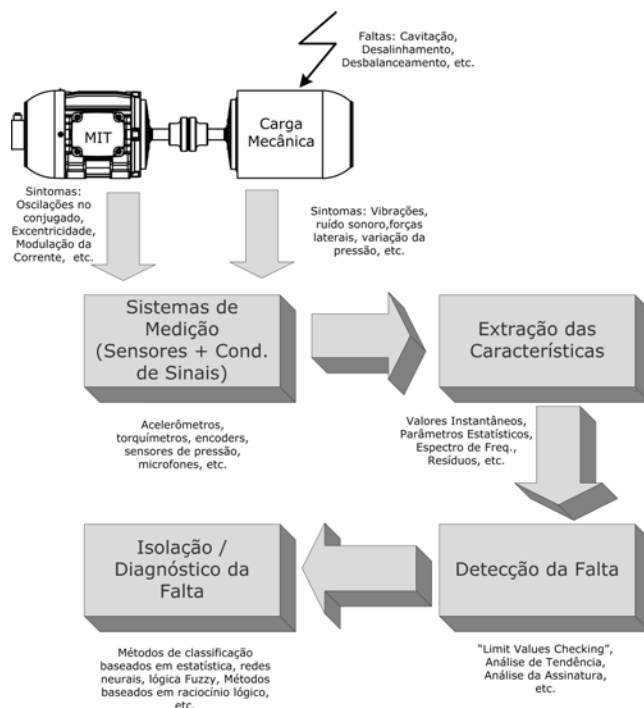 Faltas: Cavitação,
Desalinhamento,
Desbalanceamento, etc.
MIT
Carga
Mecânica
Sintomas:
Oscilações no
conjugado,
Excentricidade,
Modulação da
Corrente, etc.
Sintomas: Vibrações,
ruído sonoro,forças
laterais, variação da
pressão, etc.
Sistemas de
Medição
(Sensores + Cond.
de Sinais)
Extração das
Características
Acelerômetros,
torquímetros, encoders,
sensores de pressão,
microfones, etc.
Valores Instantâneos,
Parâmetros Estatísticos,
Espectro de Freq.,
Resíduos, etc.
Isolação /
Diagnóstico da
Falta
Detecção da Falta
Métodos de classificação
baseados em estatística, redes
neurais, lógica Fuzzy, Métodos
baseados em raciocínio lógico,
etc.
“Limit Values Checking”,
Análise de Tendência,
Análise da Assinatura,
etc.